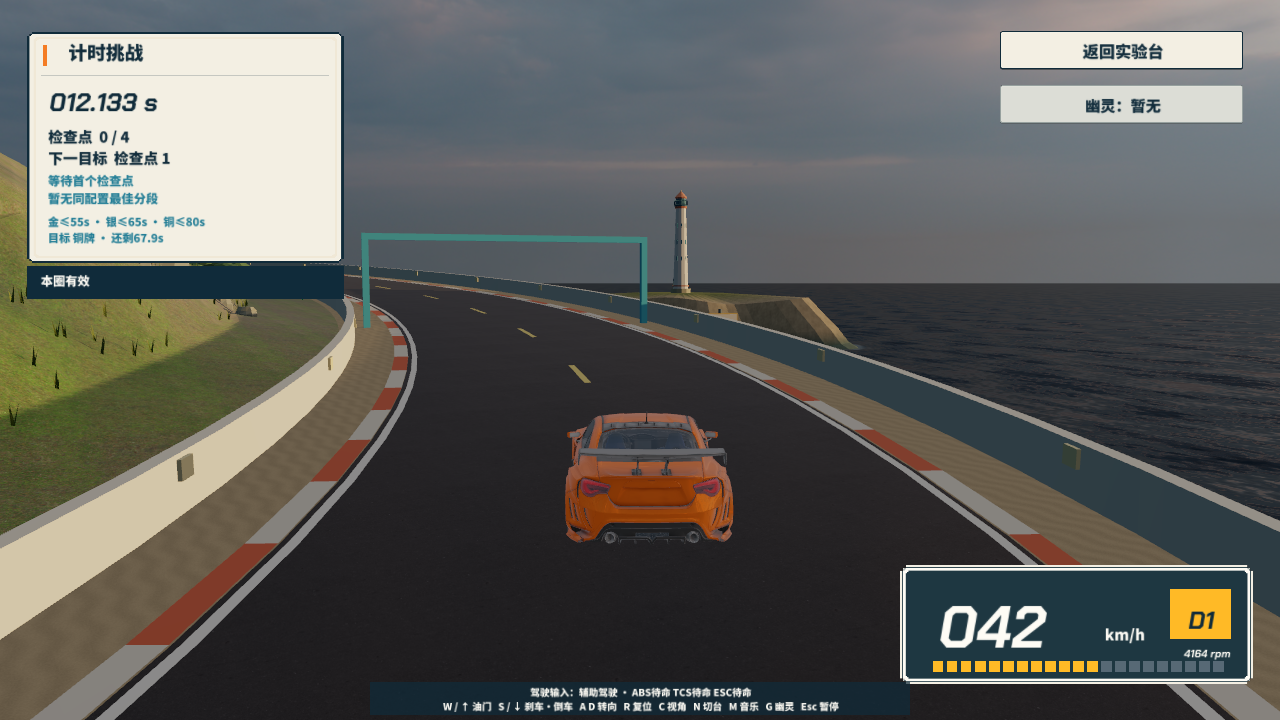 计时挑战
012.133 s
检查点 0 / 4
下一目标 检查点 1
等待首个检查点
暂无同配置最佳分段
金≤55s · 银≤65s · 铜≤80s
目标 铜牌 · 还剩67.9s
本圈有效
返回实验台
幽灵：暂无
042 km/h D1
4164 rpm
驾驶输入：辅助驾驶 · ABS待命 TCS待命 ESC待命
W / ↑ 油门 S / ↓ 刹车·倒车 A D 转向 R 复位 C 视角 N 切台 M 音乐 G 幽灵 Esc 暂停